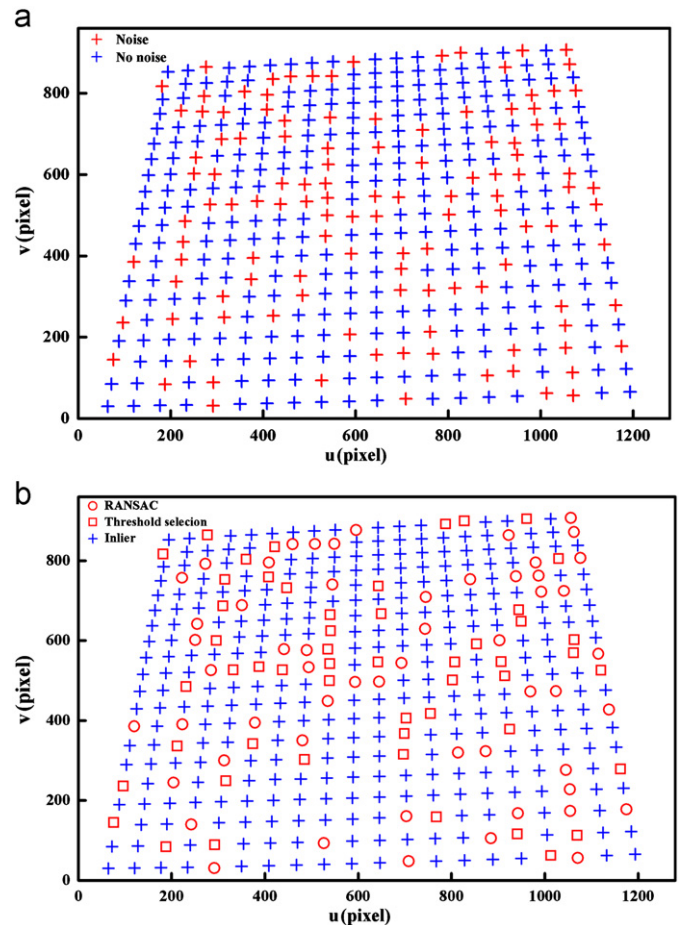 a
Noise
No noise
800
600
400
200
0
0 200 400 600 800 1000 1200
v (pixel)
u (pixel)
b
RANSAC
Threshold selecion
Inlier
800
600
400
200
0
0 200 400 600 800 1000 1200
v (pixel)
u (pixel)